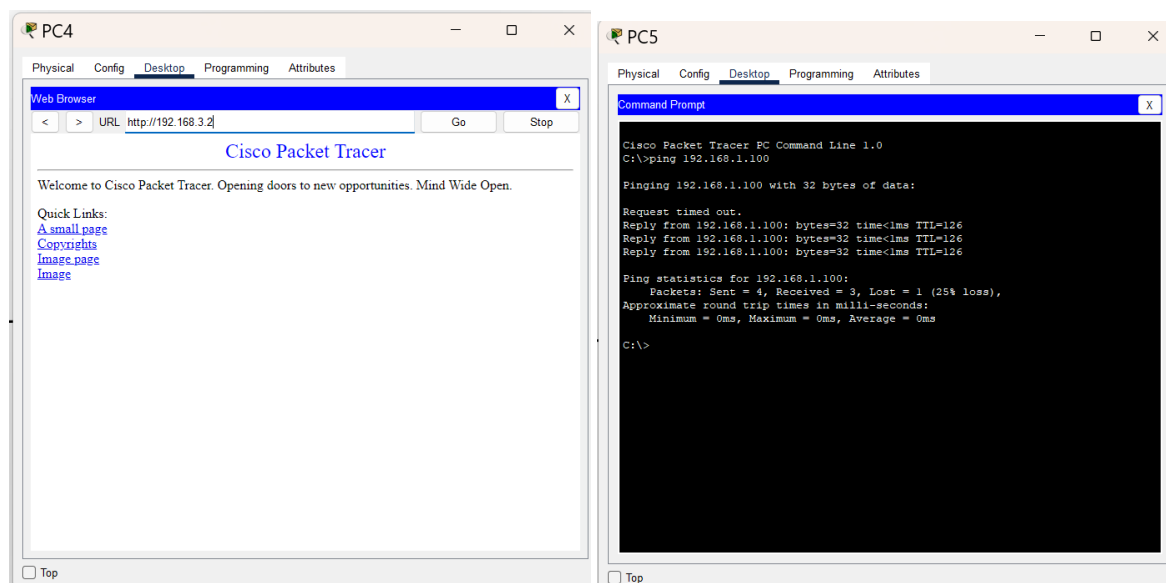 PC4
Physical Config Desktop Programming Attributes
Web Browser X
< > URL http://192.168.3.2 Go Stop
Cisco Packet Tracer
Welcome to Cisco Packet Tracer. Opening doors to new opportunities. Mind Wide Open.
Quick Links:
A small page
Copyrights
Image page
Image
Top
PC5
Physical Config Desktop Programming Attributes
Command Prompt X
Cisco Packet Tracer PC Command Line 1.0
C:\>ping 192.168.1.100
Pinging 192.168.1.100 with 32 bytes of data:
Request timed out.
Reply from 192.168.1.100: bytes=32 time<1ms TTL=126
Reply from 192.168.1.100: bytes=32 time<1ms TTL=126
Reply from 192.168.1.100: bytes=32 time<1ms TTL=126
Ping statistics for 192.168.1.100:
Packets: Sent = 4, Received = 3, Lost = 1 (25% loss),
Approximate round trip times in milli-seconds:
Minimum = 0ms, Maximum = 0ms, Average = 0ms
C:\>
Top